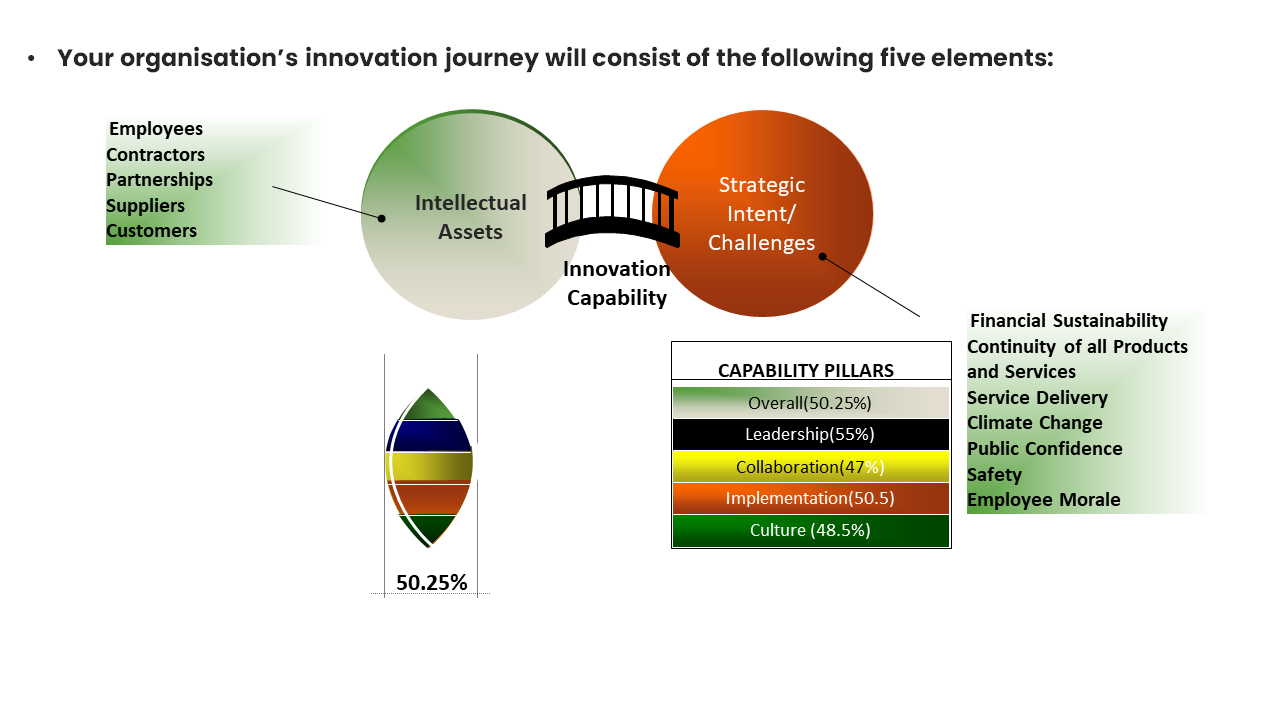 • Your organisation’s innovation journey will consist of the following five elements:
Employees
Contractors
Partnerships
Suppliers
Customers
Intellectual
Assets
Innovation
Capability
Strategic
Intent/
Challenges
Financial Sustainability
Continuity of all Products
and Services
Service Delivery
Climate Change
Public Confidence
Safety
Employee Morale
CAPABILITY PILLARS
Overall(50.25%)
Leadership(55%)
Collaboration(47%)
Implementation(50.5)
Culture (48.5%)
50.25%